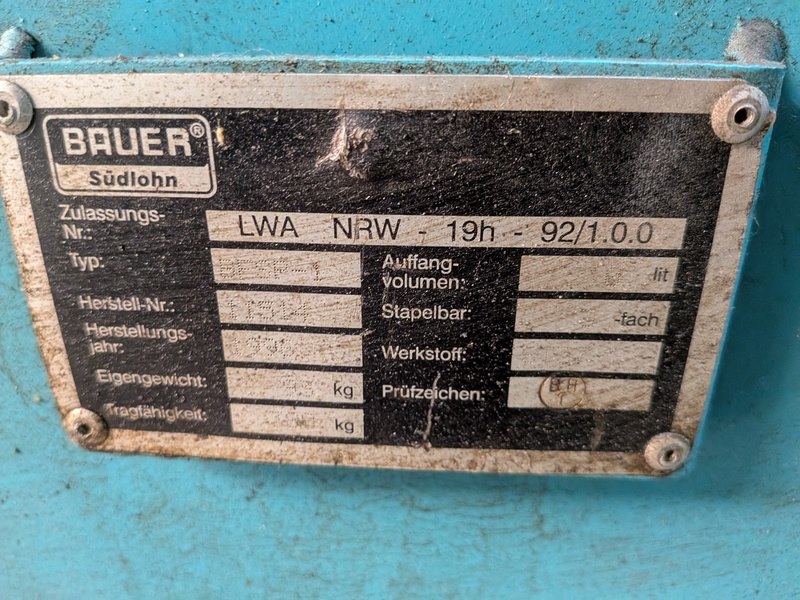 BAUER®
Südlohn
Zulassungs-
Nr.: LWA NRW - 19h - 92/1.0.0
Typ:
Auffang-
volumen: lit
Herstell-Nr.:
Stapelbar: -fach
Herstellungs-
jahr:
Werkstoff:
Eigengewicht: kg
Prüfzeichen:
Tragfähigkeit: kg